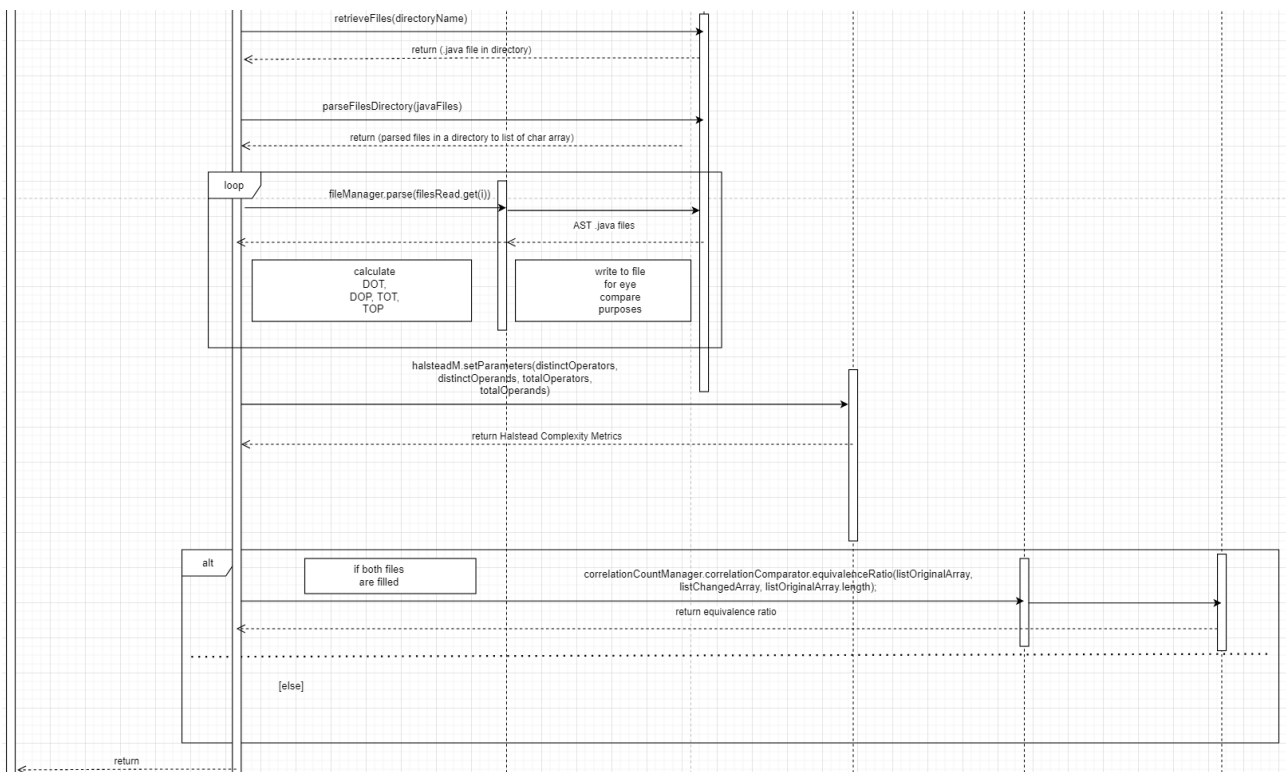 retrieveFiles(directoryName)
return (.java file in directory)
parseFilesDirectory(javaFiles)
return (parsed files in a directory to list of char array)
loop
fileManager.parse(filesRead.get(i))
AST .java files
calculate
DOT,
DOP, TOT,
TOP
write to file
for eye
compare
purposes
halsteadM.setParameters(distinctOperators,
distinctOperands, totalOperators,
totalOperands)
return Halstead Complexity Metrics
alt
if both files
are filled
correlationCountManager.correlationComparator.equivalenceRatio(listOriginalArray,
listChangedArray, listOriginalArray.length);
return equivalence ratio
[else]
return